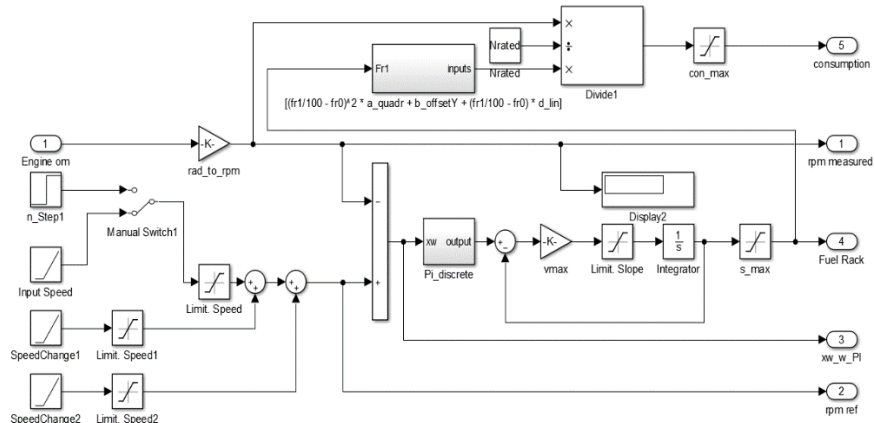 ×
÷
×
Nrated
Nrated
Divide1
con_max
5
consumption
Fr1 inputs
[(fr1/100 - fr0)^2 * a_quadr + b_offsetY + (fr1/100 - fr0) * d_lin]
1
Engine om
-K-
rad_to_rpm
1
rpm measured
n_Step1
Manual Switch1
Display2
−
+
xw output
Pi_discrete
+
−
-K-
vmax
Limit. Slope
1
s
Integrator
s_max
4
Fuel Rack
Input Speed
Limit. Speed
+
+
+
+
SpeedChange1
Limit. Speed1
3
xw_w_PI
SpeedChange2
Limit. Speed2
2
rpm ref